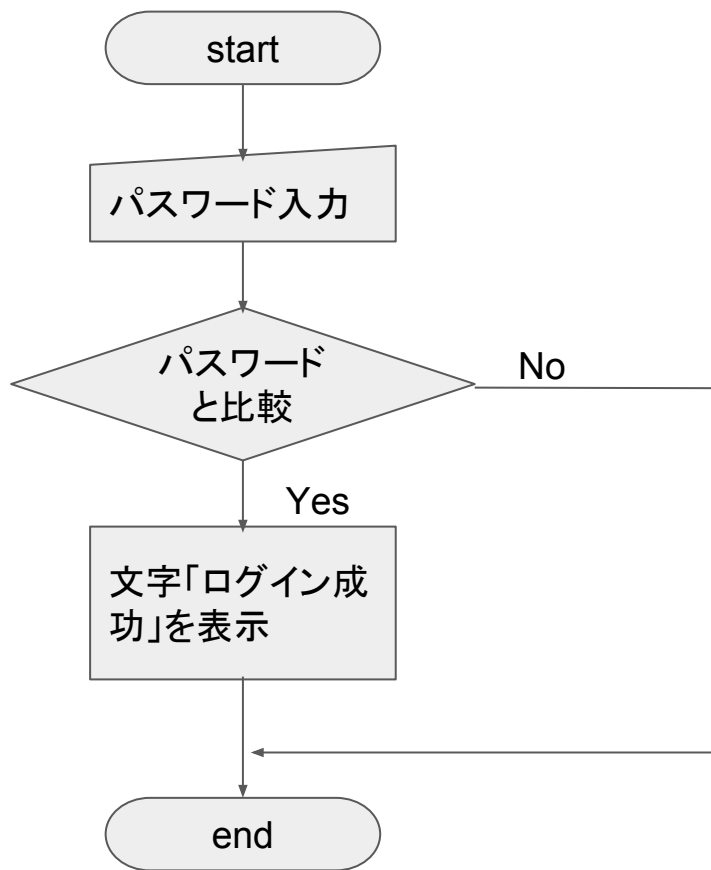 start
パスワード入力
パスワード
と比較
No
Yes
文字「ログイン成
功」を表示
end